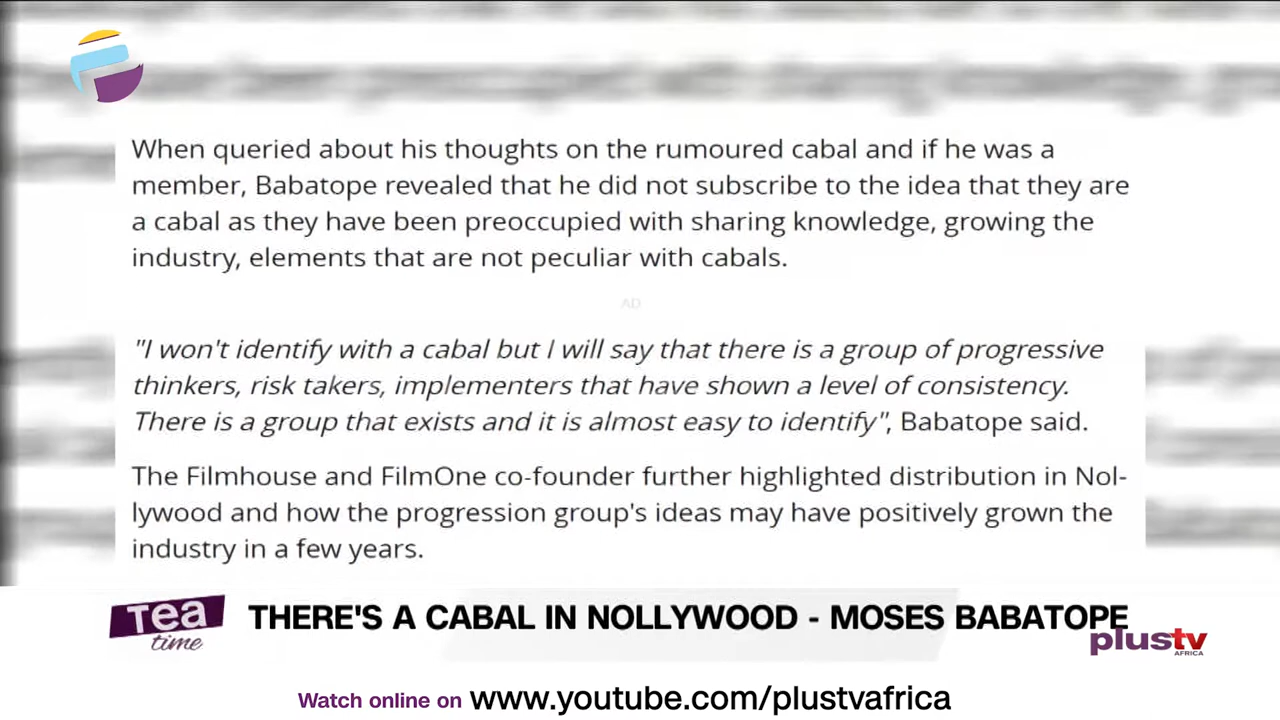 When queried about his thoughts on the rumoured cabal and if he was a
member, Babatope revealed that he did not subscribe to the idea that they are
a cabal as they have been preoccupied with sharing knowledge, growing the
industry, elements that are not peculiar with cabals.
AD
"I won't identify with a cabal but I will say that there is a group of progressive
thinkers, risk takers, implementers that have shown a level of consistency.
There is a group that exists and it is almost easy to identify", Babatope said.
The Filmhouse and FilmOne co-founder further highlighted distribution in Nol-
lywood and how the progression group's ideas may have positively grown the
industry in a few years.
Tea
time
THERE'S A CABAL IN NOLLYWOOD - MOSES BABATOPE
plustv
AFRICA
Watch online on www.youtube.com/plustvafrica